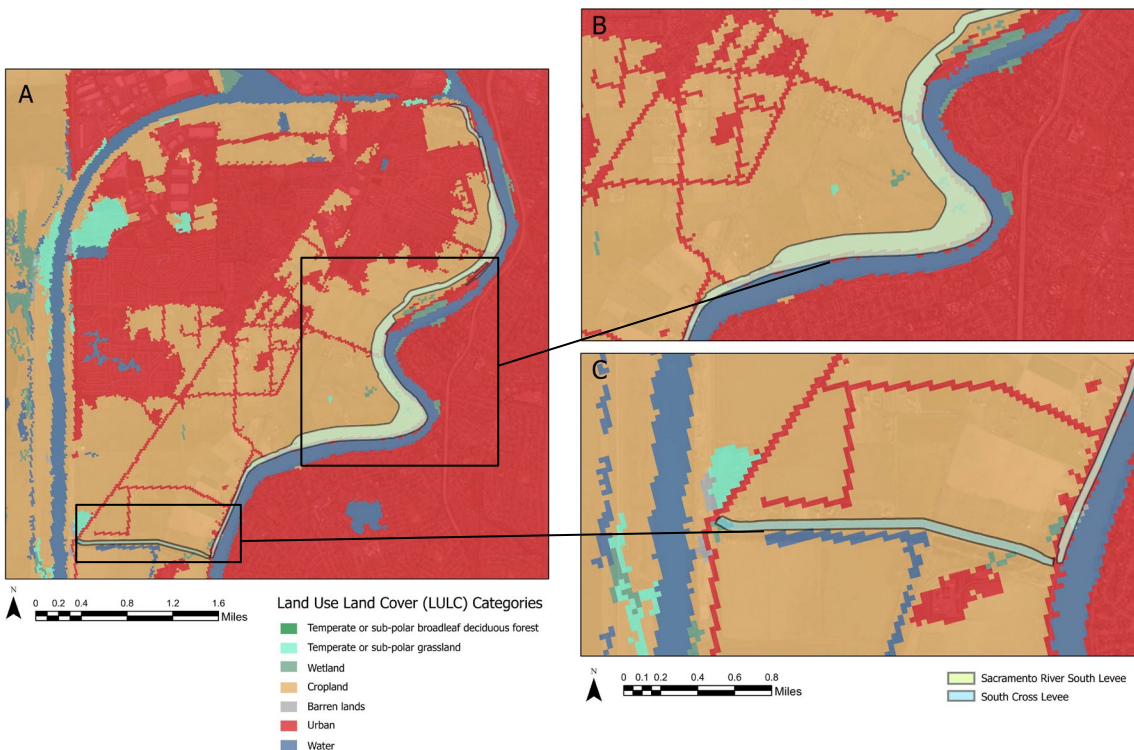 A
B
C
N
0 0.2 0.4 0.8 1.2 1.6
Miles
Land Use Land Cover (LULC) Categories
Temperate or sub-polar broadleaf deciduous forest
Temperate or sub-polar grassland
Wetland
Cropland
Barren lands
Urban
Water
N
0 0.1 0.2 0.4 0.6 0.8
Miles
Sacramento River South Levee
South Cross Levee